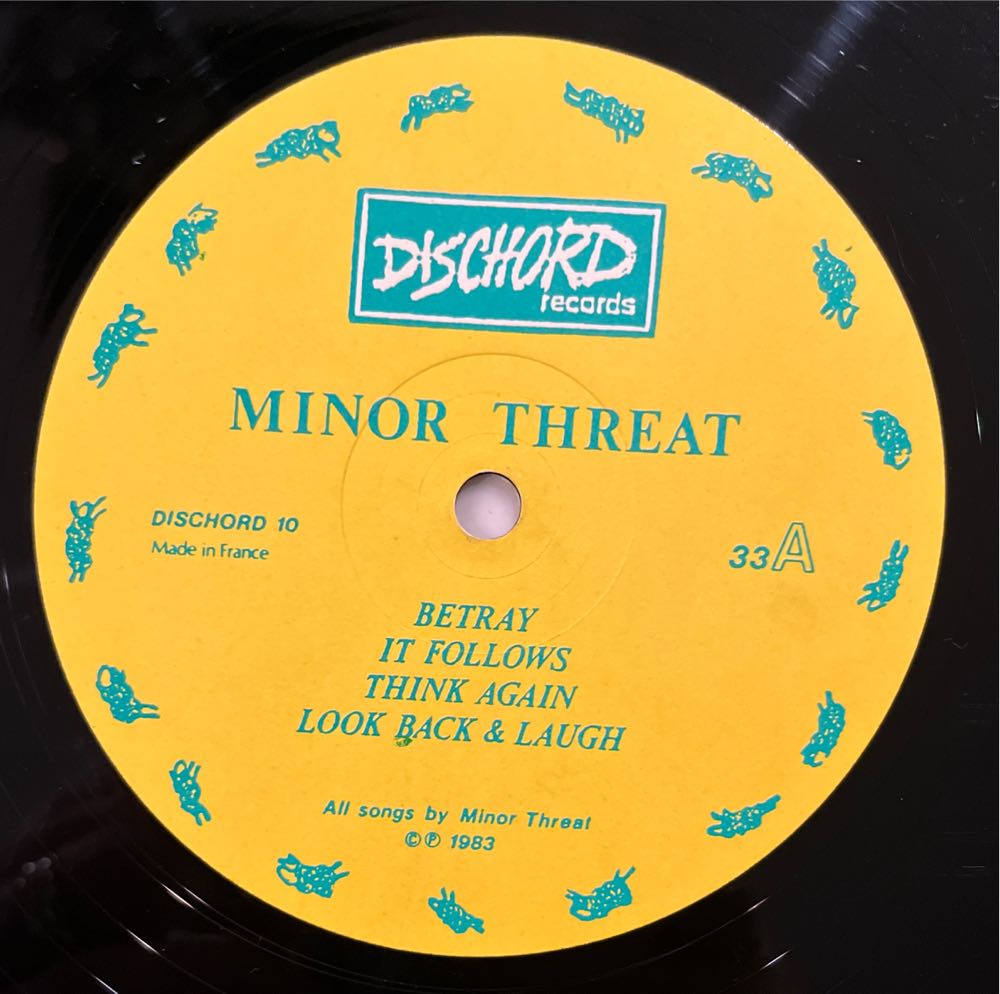 DISCHORD
records
MINOR THREAT
DISCHORD 10
Made in France
33 A
BETRAY
IT FOLLOWS
THINK AGAIN
LOOK BACK & LAUGH
All songs by Minor Threat
©℗ 1983